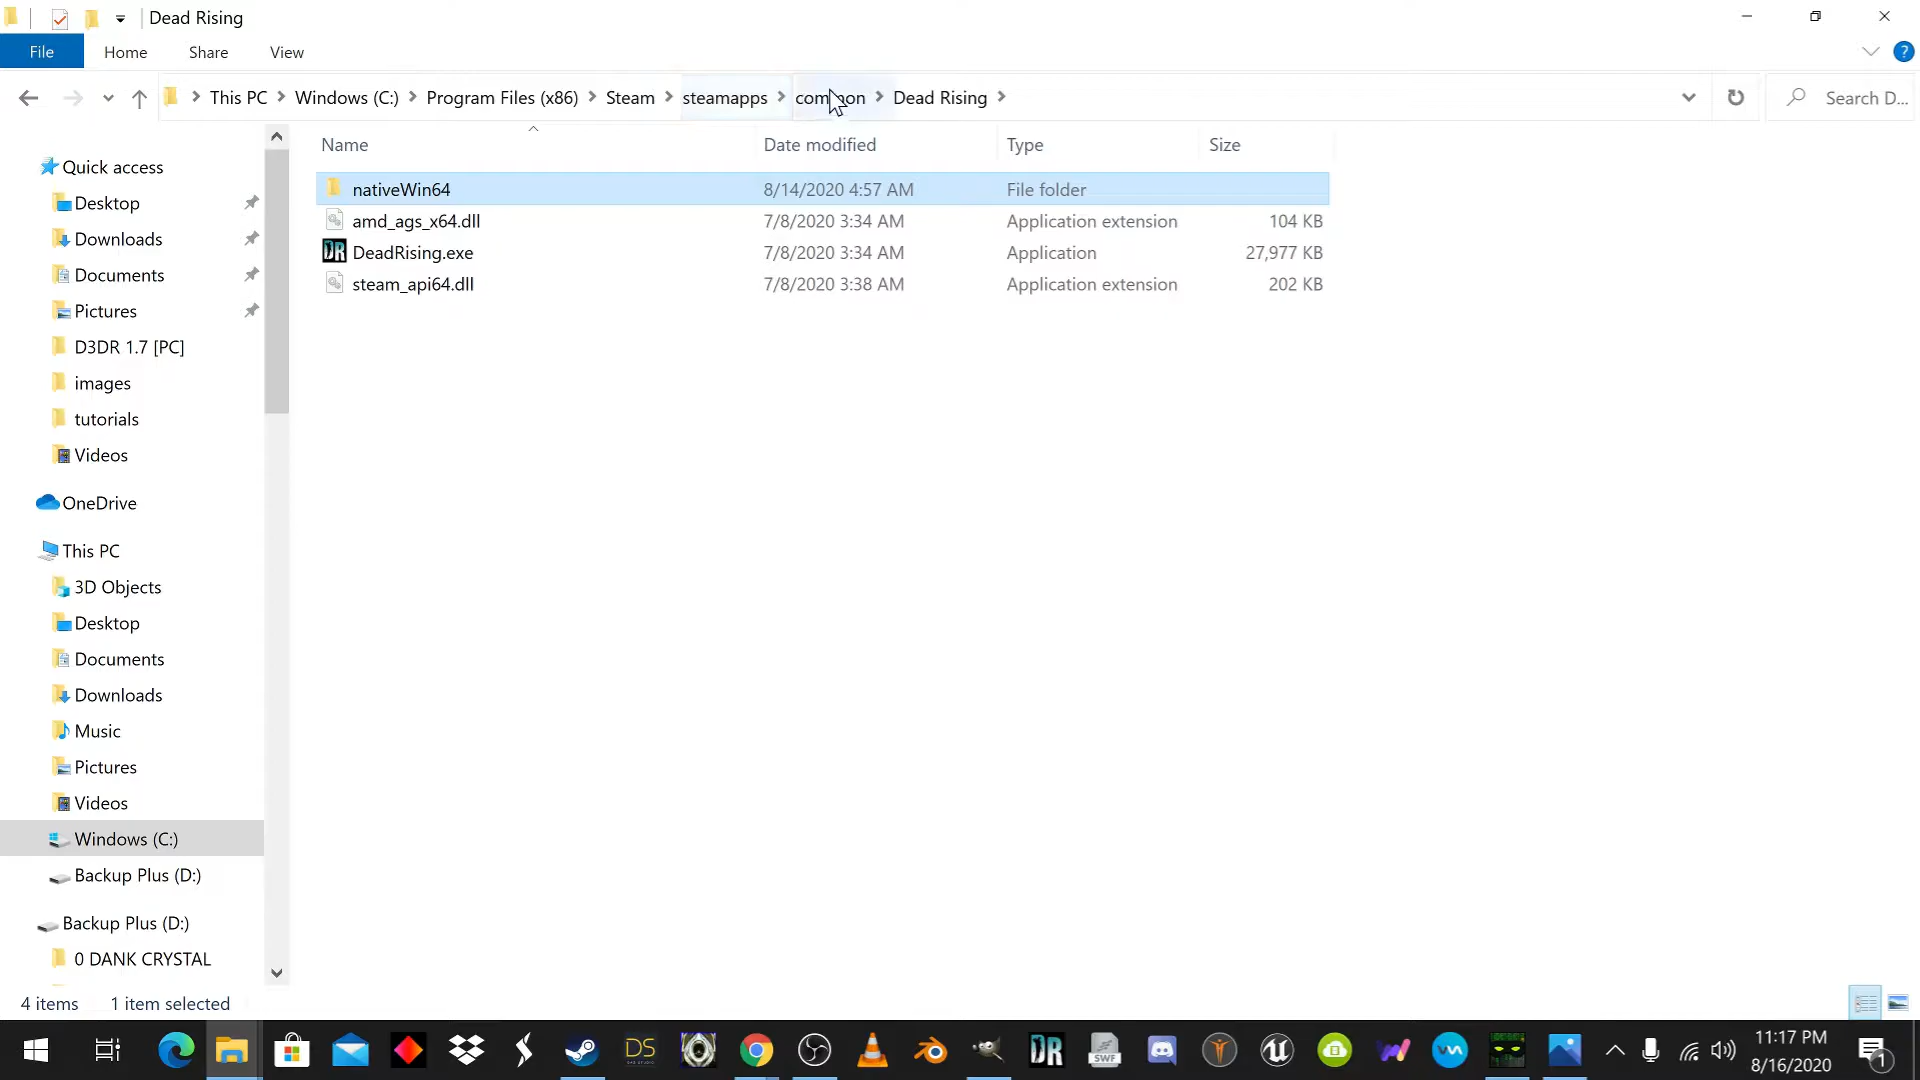 Dead Rising
File Home Share View
This PC Windows (C:) Program Files (x86) Steam steamapps common Dead Rising Search D...
Name Date modified Type Size
nativeWin64 8/14/2020 4:57 AM File folder
amd_ags_x64.dll 7/8/2020 3:34 AM Application extension 104 KB
DeadRising.exe 7/8/2020 3:34 AM Application 27,977 KB
steam_api64.dll 7/8/2020 3:38 AM Application extension 202 KB
Quick access
Desktop
Downloads
Documents
Pictures
D3DR 1.7 [PC]
images
tutorials
Videos
OneDrive
This PC
3D Objects
Desktop
Documents
Downloads
Music
Pictures
Videos
Windows (C:)
Backup Plus (D:)
Backup Plus (D:)
0 DANK CRYSTAL
4 items 1 item selected
DS DR SWF 11:17 PM
8/16/2020 1